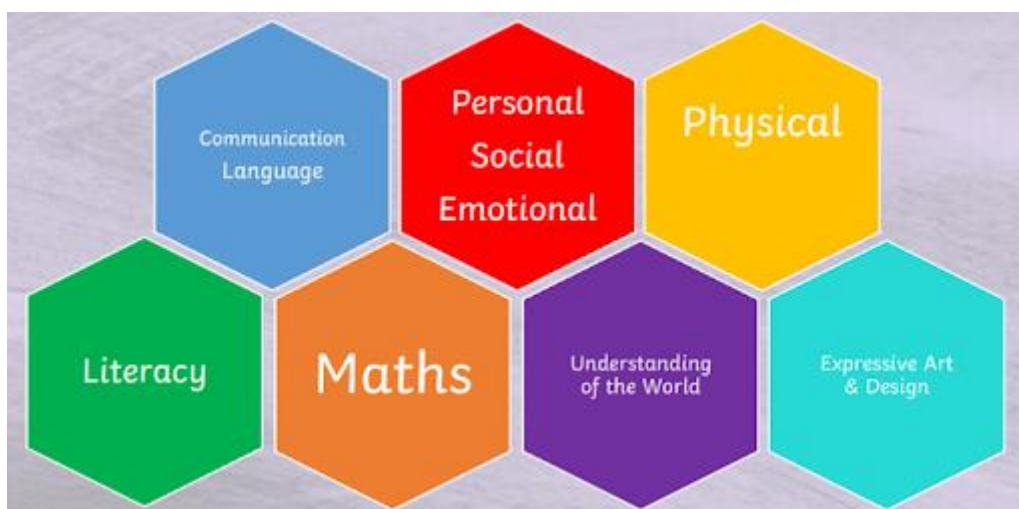 Communication
Language
Personal
Social
Emotional
Physical
Literacy
Maths
Understanding
of the World
Expressive Art
& Design